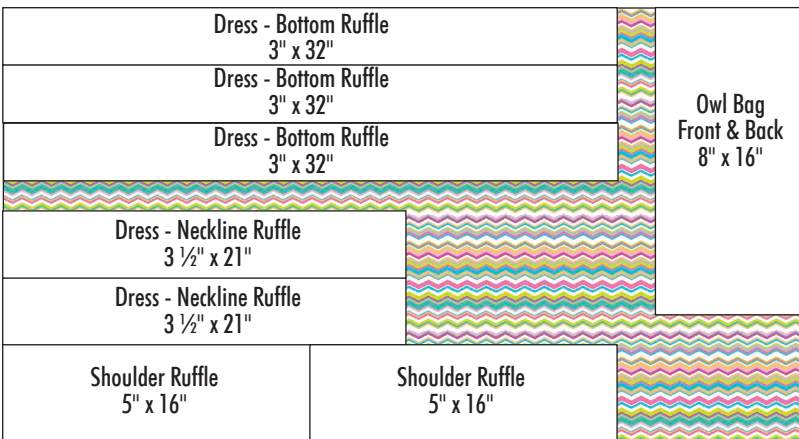 Dress - Bottom Ruffle
3" x 32"
Dress - Bottom Ruffle
3" x 32"
Dress - Bottom Ruffle
3" x 32"
Owl Bag
Front & Back
8" x 16"
Dress - Neckline Ruffle
3 ½" x 21"
Dress - Neckline Ruffle
3 ½" x 21"
Shoulder Ruffle
5" x 16"
Shoulder Ruffle
5" x 16"